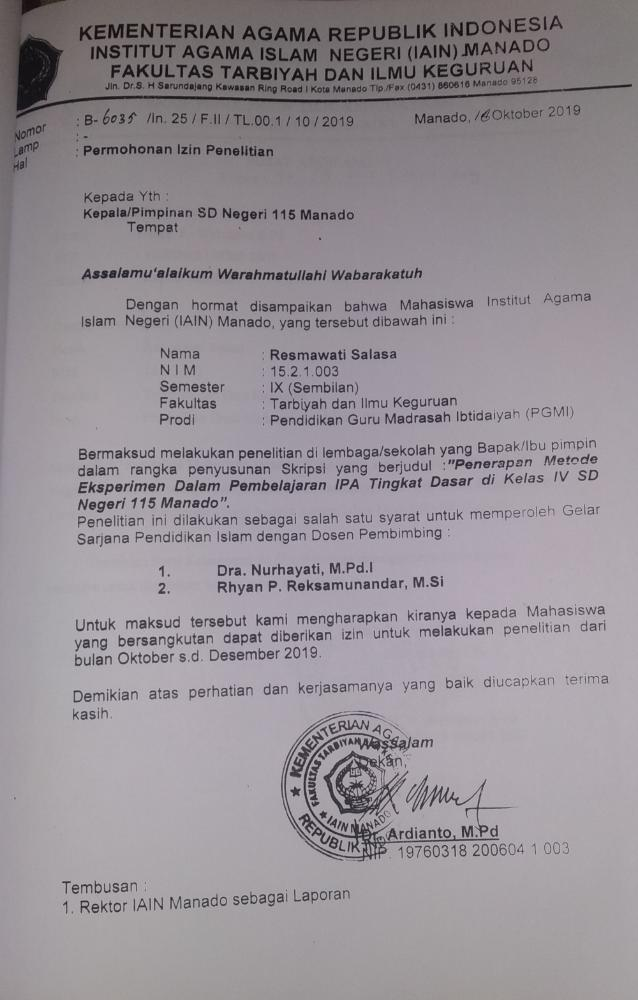 KEMENTERIAN AGAMA REPUBLIK INDONESIA
INSTITUT AGAMA ISLAM NEGERI (IAIN) MANADO
FAKULTAS TARBIYAH DAN ILMU KEGURUAN
Jln. Dr.S. H Sarundajang Kawasan Ring Road I Kota Manado Tlp./Fax (0431) 860616 Manado 95128
Nomor : B- 6035 /In. 25 / F.II / TL.00.1 / 10 / 2019 Manado, 16 Oktober 2019
Lamp : -
Hal : Permohonan Izin Penelitian
Kepada Yth :
Kepala/Pimpinan SD Negeri 115 Manado
Tempat
Assalamu'alaikum Warahmatullahi Wabarakatuh
Dengan hormat disampaikan bahwa Mahasiswa Institut Agama
Islam Negeri (IAIN) Manado, yang tersebut dibawah ini :
Nama : Resmawati Salasa
N I M : 15.2.1.003
Semester : IX (Sembilan)
Fakultas : Tarbiyah dan Ilmu Keguruan
Prodi : Pendidikan Guru Madrasah Ibtidaiyah (PGMI)
Bermaksud melakukan penelitian di lembaga/sekolah yang Bapak/Ibu pimpin
dalam rangka penyusunan Skripsi yang berjudul :"Penerapan Metode
Eksperimen Dalam Pembelajaran IPA Tingkat Dasar di Kelas IV SD
Negeri 115 Manado".
Penelitian ini dilakukan sebagai salah satu syarat untuk memperoleh Gelar
Sarjana Pendidikan Islam dengan Dosen Pembimbing :
1. Dra. Nurhayati, M.Pd.I
2. Rhyan P. Reksamunandar, M.Si
Untuk maksud tersebut kami mengharapkan kiranya kepada Mahasiswa
yang bersangkutan dapat diberikan izin untuk melakukan penelitian dari
bulan Oktober s.d. Desember 2019.
Demikian atas perhatian dan kerjasamanya yang baik diucapkan terima
kasih.
Wassalam
Dekan,
KEMENTERIAN AGAMA
REPUBLIK
FAKULTAS TARBIYAH
IAIN MANADO
Dr. Ardianto, M.Pd
NIP. 19760318 200604 1 003
Tembusan :
1. Rektor IAIN Manado sebagai Laporan